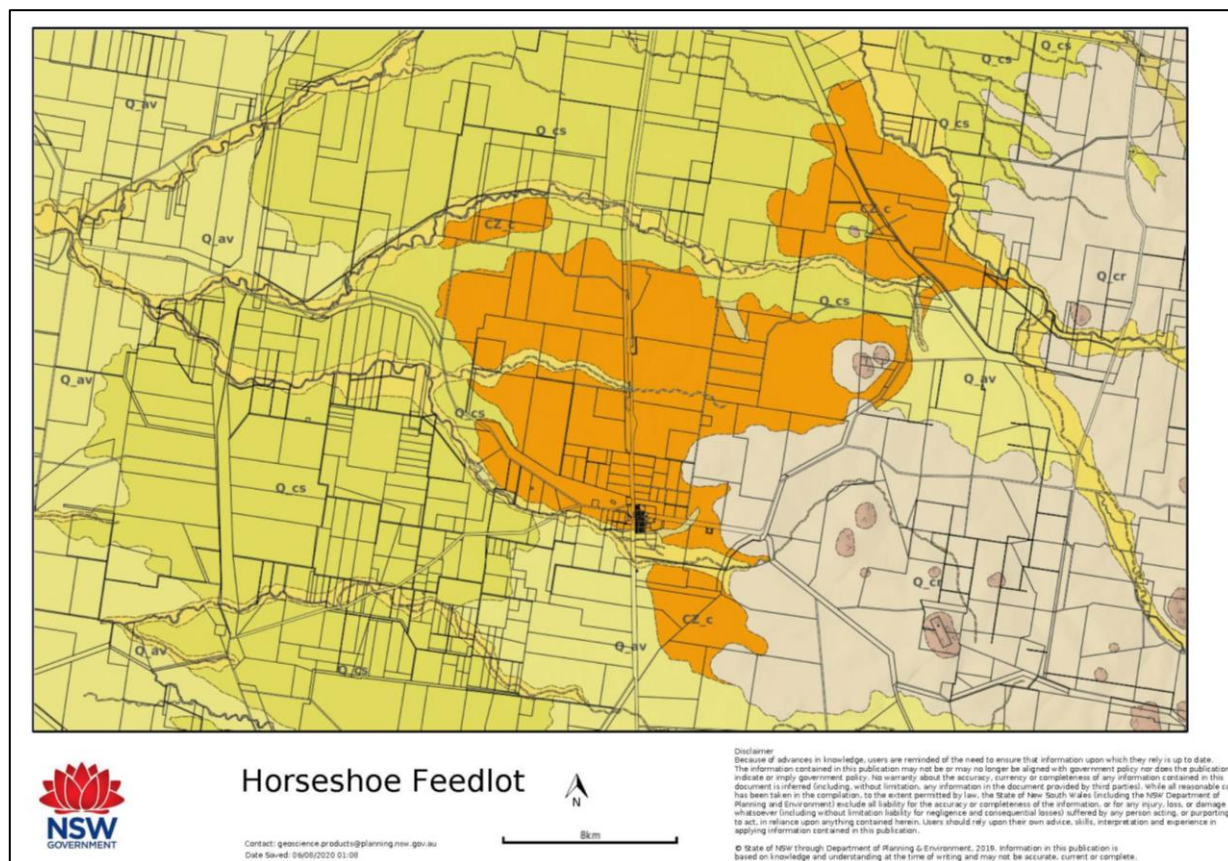 Q_cs
Q_cs
Q_av
Q_cs
Q_cs
CZ_c
CZ_c
Q_av
Q_cr
Q_cs
Q_av
Q_av
Q_cs
Q_cs
Q_cr
CZ_c
Q_av
Q_av
Q_cs
NSW
GOVERNMENT
Horseshoe Feedlot
N
8km
Contact: geoscience.products@planning.nsw.gov.au
Date Saved: 06/08/2020 01:08
Disclaimer
Because of advances in knowledge, users are reminded of the need to ensure that information upon which they rely is up to date.
The information contained in this publication may not be or may no longer be aligned with government policy nor does the publication
indicate or imply government policy. No warranty about the accuracy, currency or completeness of any information contained in this
document is inferred (including, without limitation, any information in the document provided by third parties). While all reasonable ca
has been taken in the compilation, to the extent permitted by law, the State of New South Wales (including the NSW Department of
Planning and Environment) exclude all liability for the accuracy or completeness of the information, or for any injury, loss, or damage
whatsoever (including without limitation liability for negligence and consequential losses) suffered by any person acting, or purporting
to act, in reliance upon anything contained herein. Users should rely upon their own advice, skills, interpretation and experience in
applying information contained in this publication.
© State of NSW through Department of Planning & Environment, 2019. Information in this publication is
based on knowledge and understanding at the time of writing and may not be accurate, current or complete.